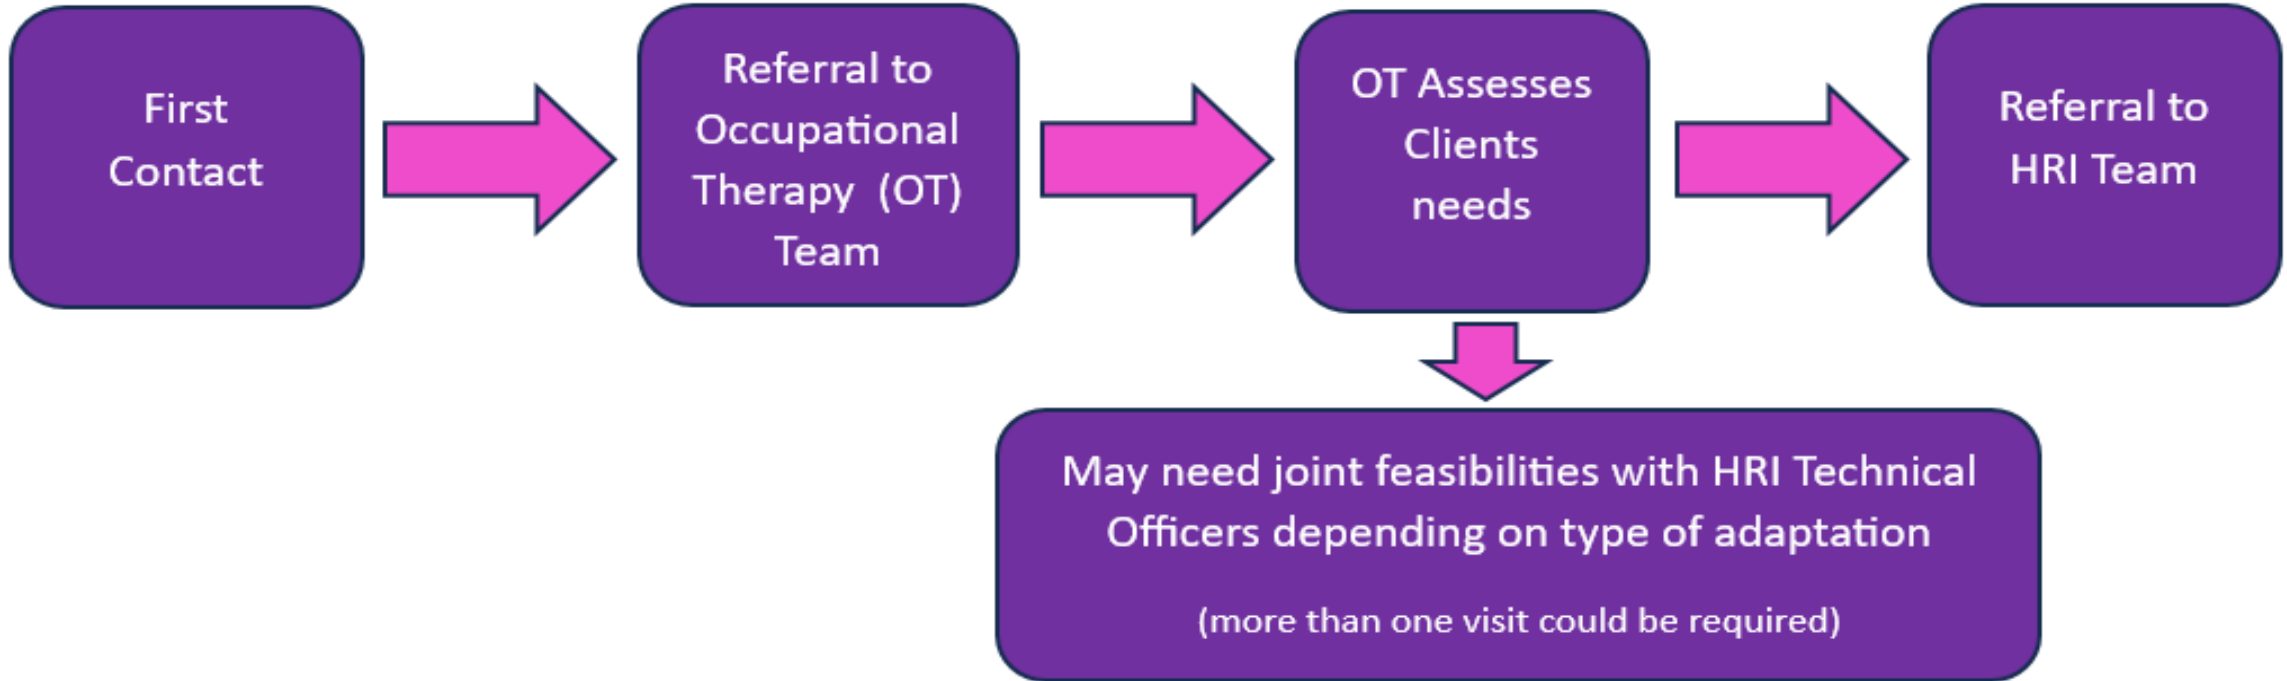 First
Contact
Referral to
Occupational
Therapy  (OT)
Team
OT Assesses
Clients
needs
Referral to
HRI Team
May need joint feasibilities with HRI Technical
Officers depending on type of adaptation
(more than one visit could be required)